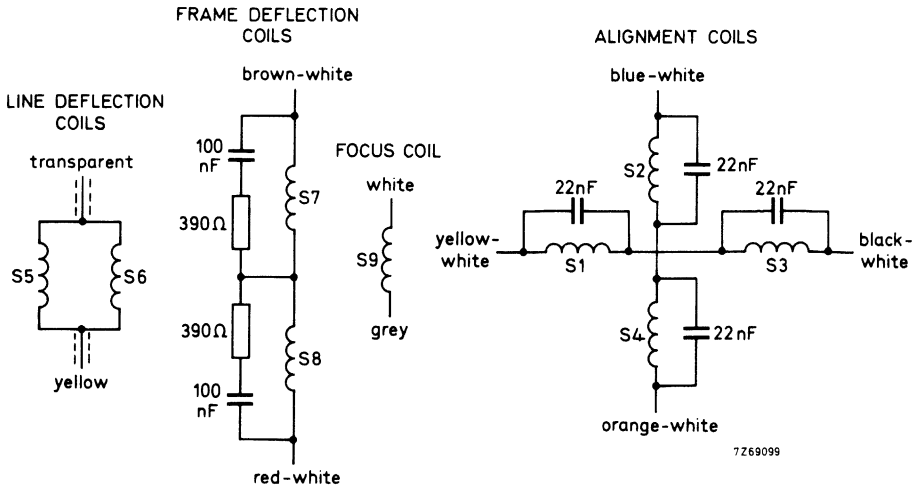 LINE DEFLECTION
COILS
transparent
S5
S6
yellow
FRAME DEFLECTION
COILS
brown-white
100
nF
S7
390Ω
390Ω
S8
100
nF
red-white
FOCUS COIL
white
S9
grey
ALIGNMENT COILS
blue-white
S2
22nF
22nF
22nF
yellow-
white
S1
S3
black-
white
S4
22nF
orange-white
7Z69099